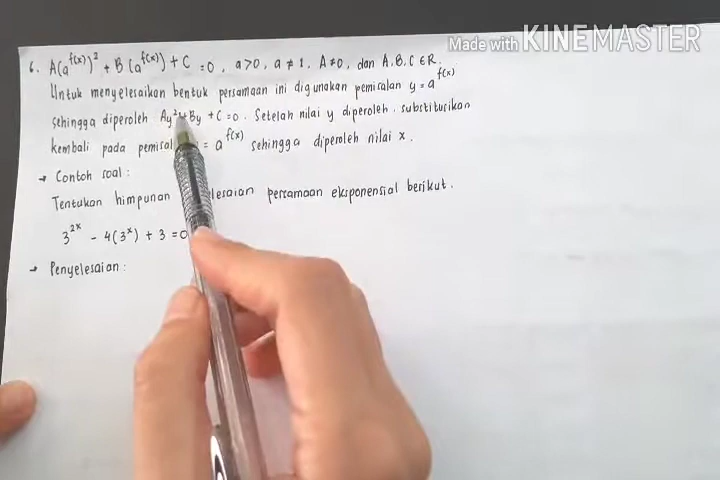 Made with KINEMASTER
6. A(a^f(x))² + B(a^f(x)) + C = 0, a>0, a ≠ 1, A≠0, dan A,B,C ∈ R.
Untuk menyelesaikan bentuk persamaan ini digunakan pemisalan y = a^f(x)
sehingga diperoleh Ay² + By + C = 0. Setelah nilai y diperoleh, substitusikan
kembali pada pemisal = a^f(x) sehingga diperoleh nilai x.
→ Contoh soal :
Tentukan himpunan lesaian persamaan eksponensial berikut.
3^2x - 4(3^x) + 3 = 0
→ Penyelesaian :